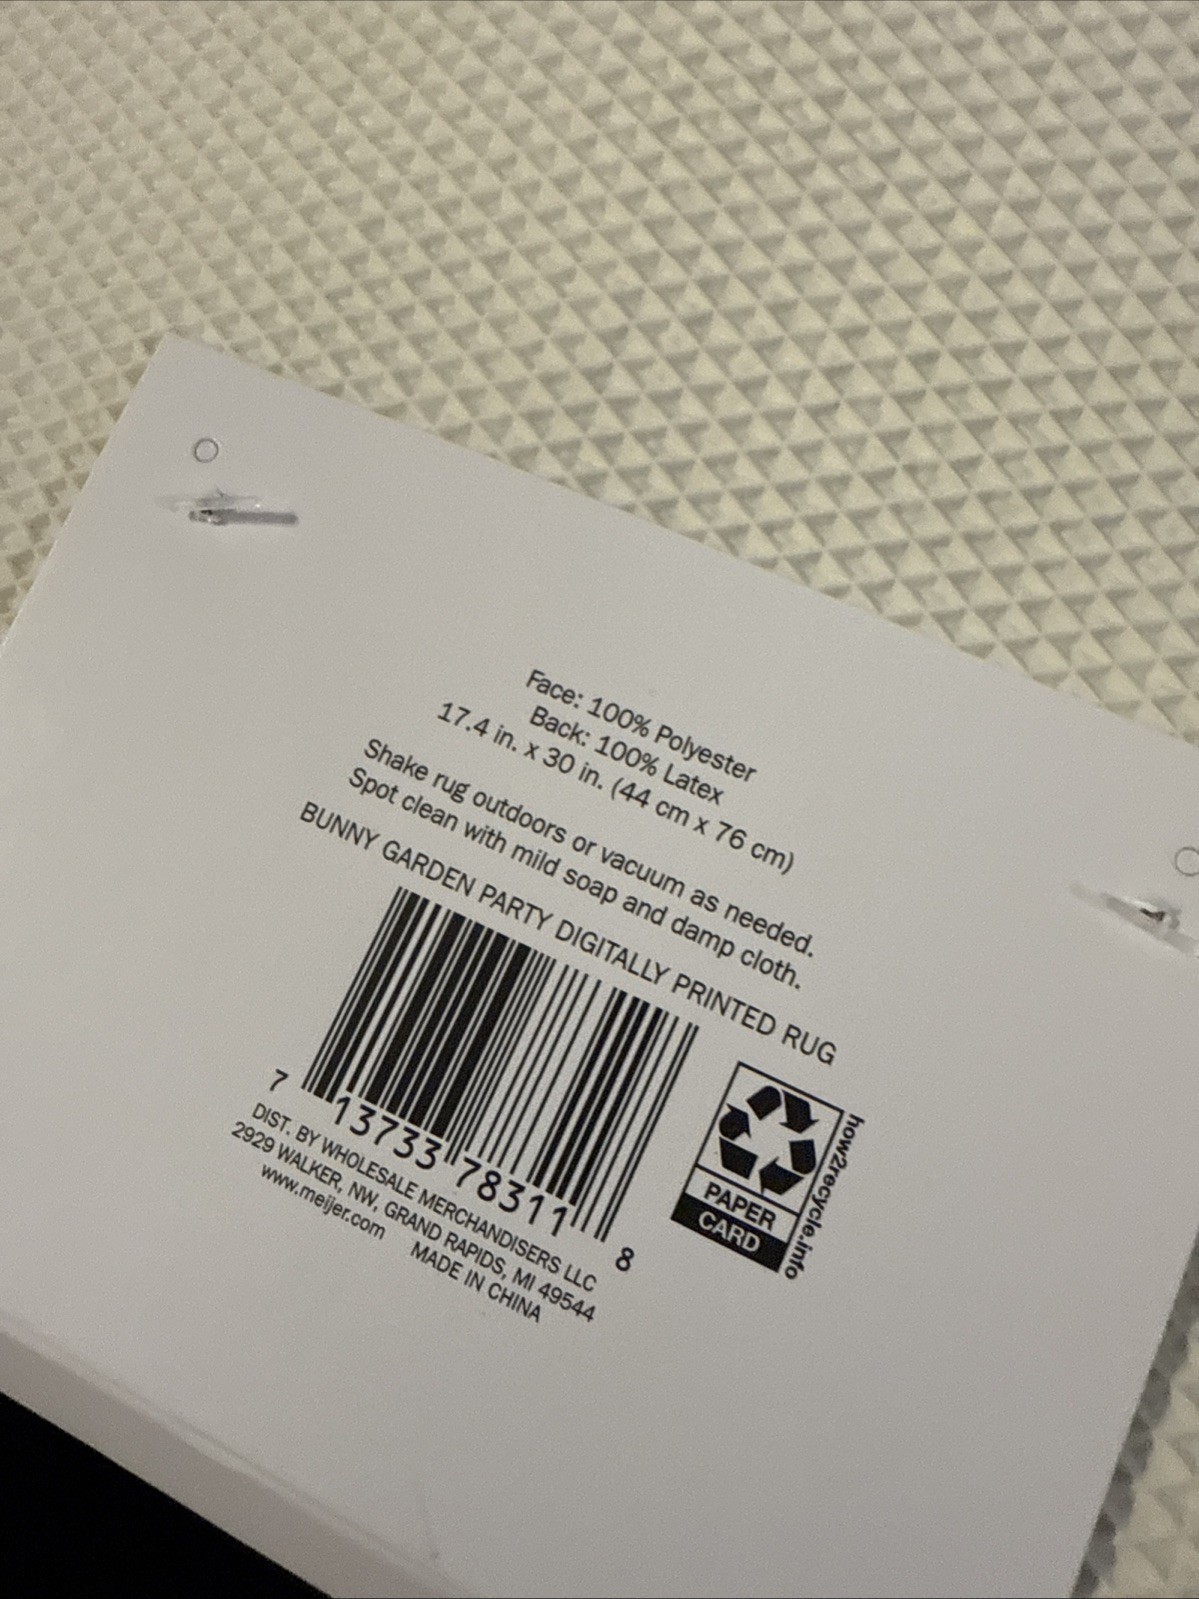 Face: 100% Polyester
Back: 100% Latex
17.4 in. x 30 in. (44 cm x 76 cm)
Shake rug outdoors or vacuum as needed.
Spot clean with mild soap and damp cloth.
BUNNY GARDEN PARTY DIGITALLY PRINTED RUG
7 13733 78311 8
DIST. BY WHOLESALE MERCHANDISERS LLC
2929 WALKER, NW, GRAND RAPIDS, MI 49544
www.meijer.com MADE IN CHINA
PAPER
CARD
how2recycle.info